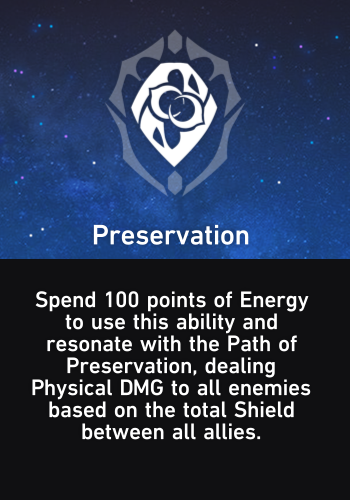 Preservation
Spend 100 points of Energy
to use this ability and
resonate with the Path of
Preservation, dealing
Physical DMG to all enemies
based on the total Shield
between all allies.